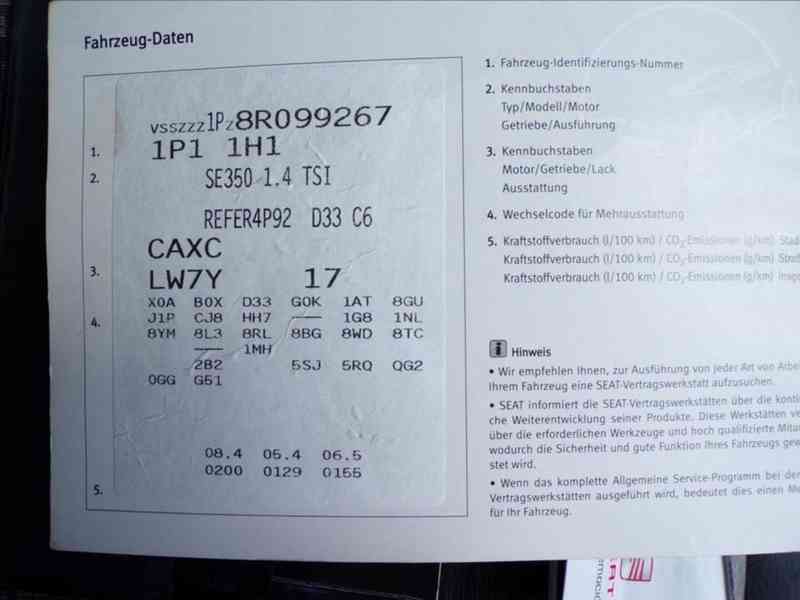 Fahrzeug-Daten
vsszzz1Pz8R099267
1. 1P1 1H1
2. SE350 1.4 TSI
REFER4P92 D33 C6
CAXC
3. LW7Y 17
X0A B0X D33 G0K 1AT 8GU
4. J1P CJ8 HH7 —— 1G8 1NL
8YM 8L3 8RL 8BG 8WD 8TC
—— 1MH
2B2 5SJ 5RQ QG2
0GG G51
08.4 05.4 06.5
0200 0129 0155
5.
1. Fahrzeug-Identifizierungs-Nummer
2. Kennbuchstaben
Typ/Modell/Motor
Getriebe/Ausführung
3. Kennbuchstaben
Motor/Getriebe/Lack
Ausstattung
4. Wechselcode für Mehrausstattung
5. Kraftstoffverbrauch (l/100 km) / CO₂-Emissionen (g/km)
Kraftstoffverbrauch (l/100 km) / CO₂-Emissionen (g/km)
Kraftstoffverbrauch (l/100 km) / CO₂-Emissionen (g/km)
i Hinweis
• Wir empfehlen Ihnen, zur Ausführung von jeder Art von
Ihrem Fahrzeug eine SEAT-Vertragswerkstatt aufzusuchen.
• SEAT informiert die SEAT-Vertragswerkstätten über die
che Weiterentwicklung seiner Produkte. Diese Werkstätten
über die erforderlichen Werkzeuge und hoch qualifizierte
wodurch die Sicherheit und gute Funktion Ihres Fahrzeugs
stet wird.
• Wenn das komplette Allgemeine Service-Programm bei
Vertragswerkstätten ausgeführt wird, bedeutet dies einen
für Ihr Fahrzeug.